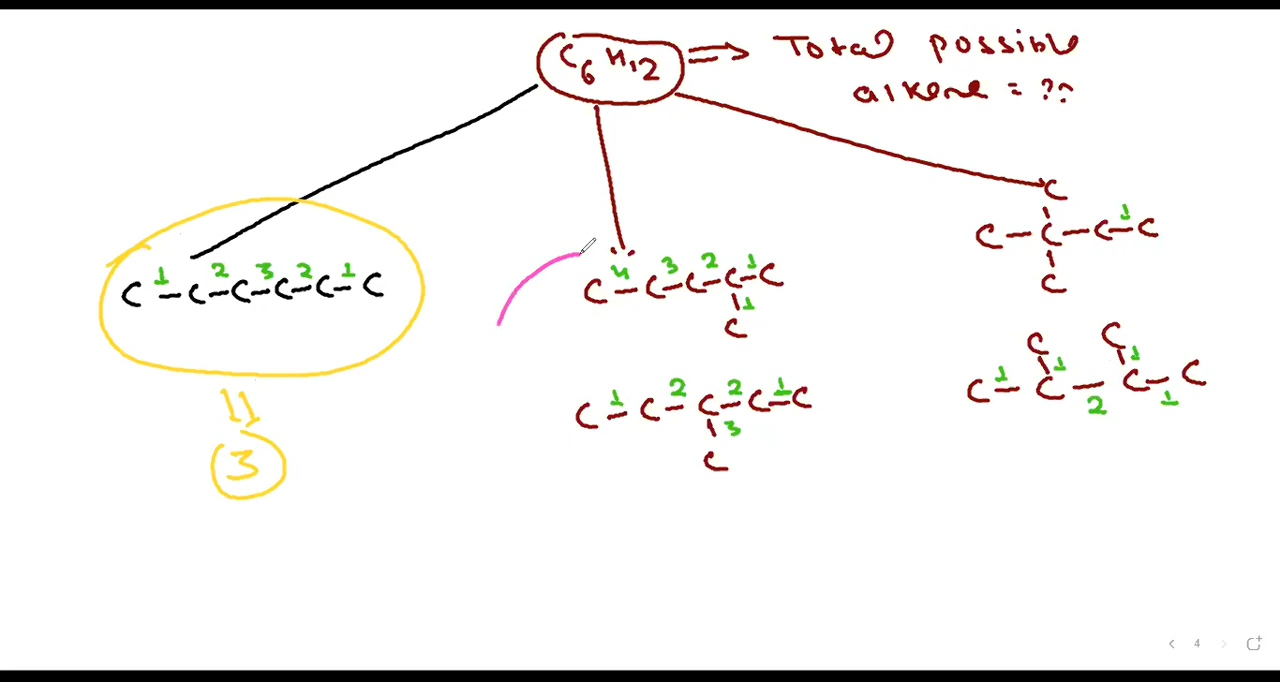 C6H12 ⇒ Total possible
alkene = ??
C
C – C – C – C
1
C
C – C – C – C – C – C
1 2 3 2 1
C – C – C – C – C
4 3 2 1
1
C
C C
C – C – C – C
1 1 2 1 1
C – C – C – C – C
1 2 2 1
3
C
3
4